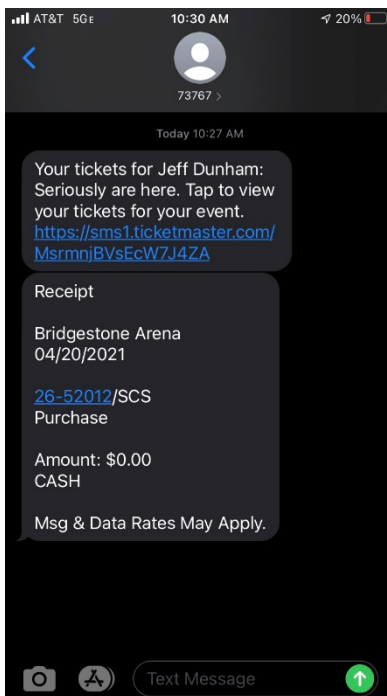 AT&T 5GE 10:30 AM 20%
73767 >
Today 10:27 AM
Your tickets for Jeff Dunham:
Seriously are here. Tap to view
your tickets for your event.
https://sms1.ticketmaster.com/
MsrmnjBVsEcW7J4ZA
Receipt
Bridgestone Arena
04/20/2021
26-52012/SCS
Purchase
Amount: $0.00
CASH
Msg & Data Rates May Apply.
Text Message